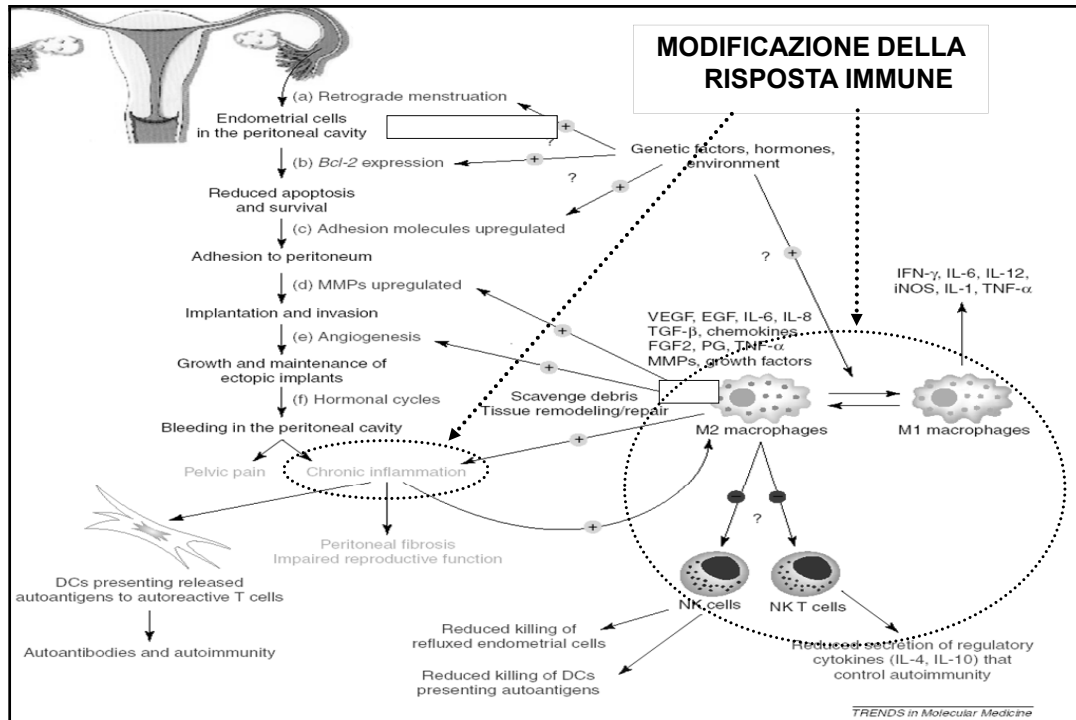 MODIFICAZIONE DELLA
RISPOSTA IMMUNE
(a) Retrograde menstruation
Endometrial cells
in the peritoneal cavity
+
?
Genetic factors, hormones,
environment
(b) Bcl-2 expression
+
?
+
Reduced apoptosis
and survival
(c) Adhesion molecules upregulated
Adhesion to peritoneum
? +
IFN-γ, IL-6, IL-12,
iNOS, IL-1, TNF-α
(d) MMPs upregulated
Implantation and invasion
VEGF, EGF, IL-6, IL-8
TGF-β, chemokines
FGF2, PG, TNF-α
MMPs, growth factors
(e) Angiogenesis
+
+
Growth and maintenance of
ectopic implants
Scavenge debris
Tissue remodeling/repair
(f) Hormonal cycles
M2 macrophages
M1 macrophages
Bleeding in the peritoneal cavity
+
Pelvic pain
Chronic inflammation
–
–
?
+
Peritoneal fibrosis
Impaired reproductive function
DCs presenting released
autoantigens to autoreactive T cells
NK cells
NK T cells
Reduced killing of
refluxed endometrial cells
Autoantibodies and autoimmunity
Reduced secretion of regulatory
cytokines (IL-4, IL-10) that
control autoimmunity
Reduced killing of DCs
presenting autoantigens
TRENDS in Molecular Medicine